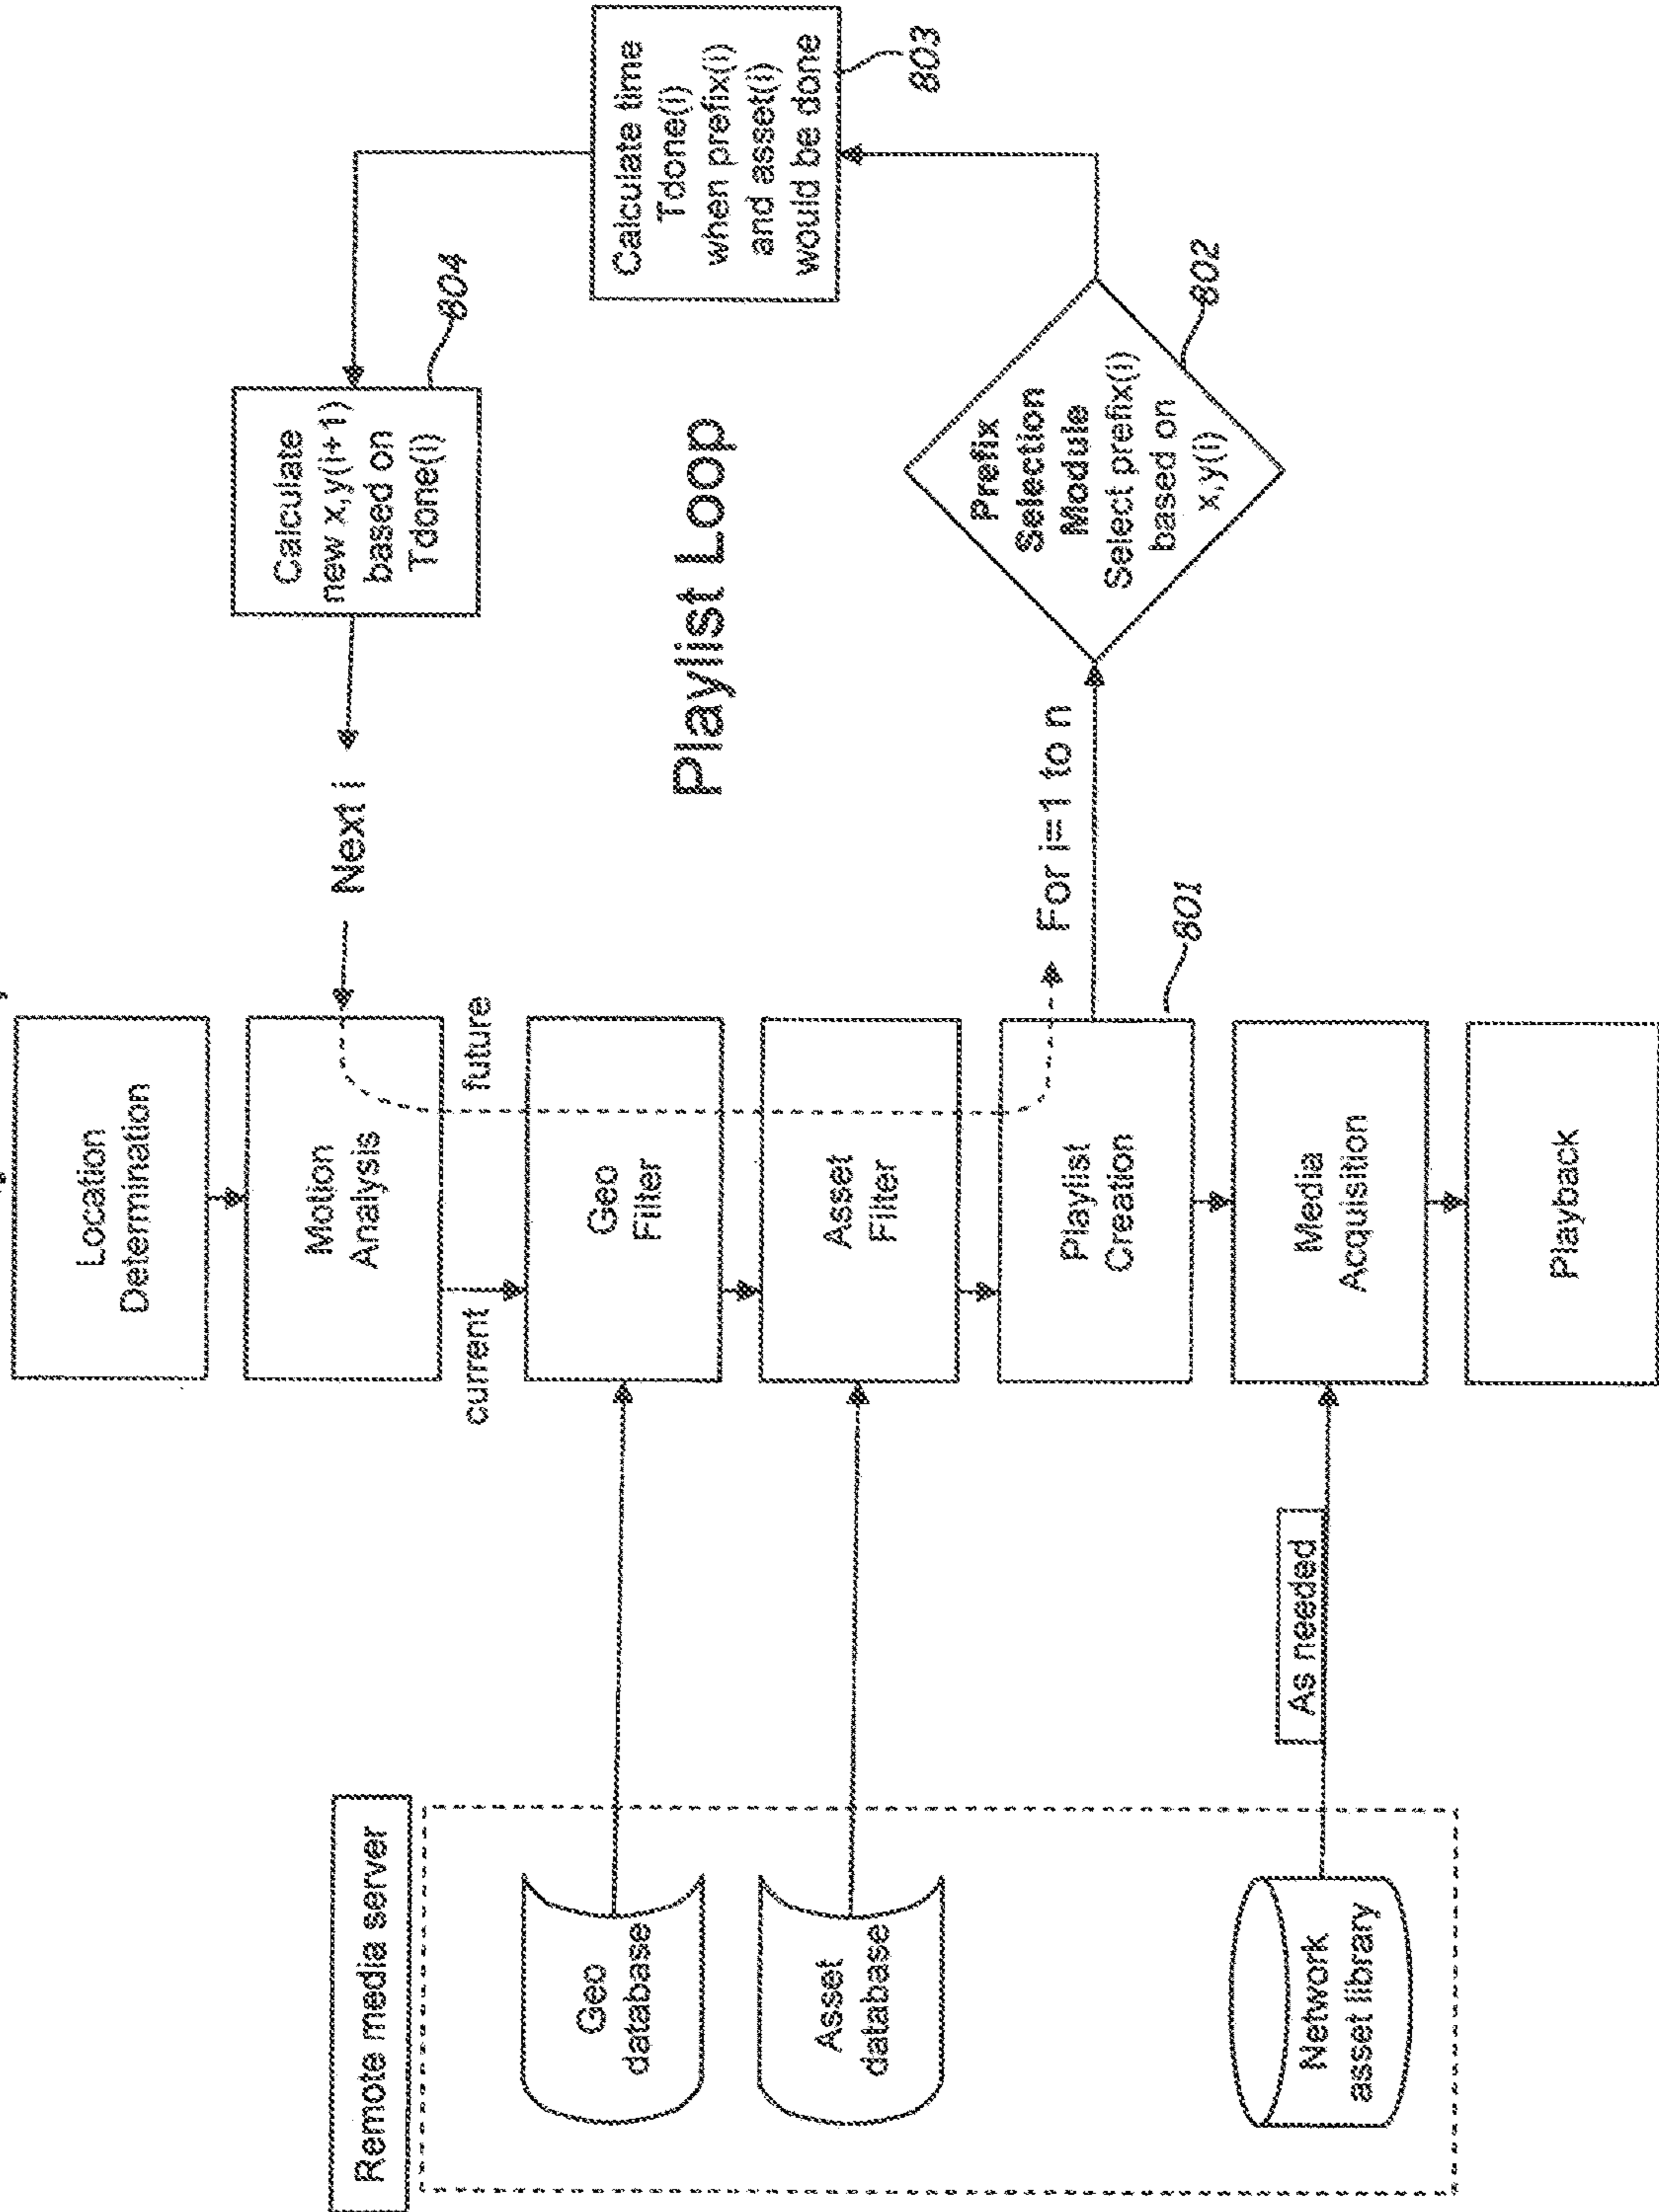 Remote media server
Geo
database
Asset
database
Network
asset library
As needed
Location
Determination
Motion
Analysis
current
future
Geo
Filter
Asset
Filter
Playlist
Creation
801
Media
Acquisition
Playback
For i=1 to n
Prefix
Selection
Module
Select prefix(i)
based on
x,y(i)
802
Calculate time
Tdone(i)
when prefix(i)
and asset(i)
would be done
803
Calculate
new x,y(i+1)
based on
Tdone(i)
804
Next i
Playlist Loop